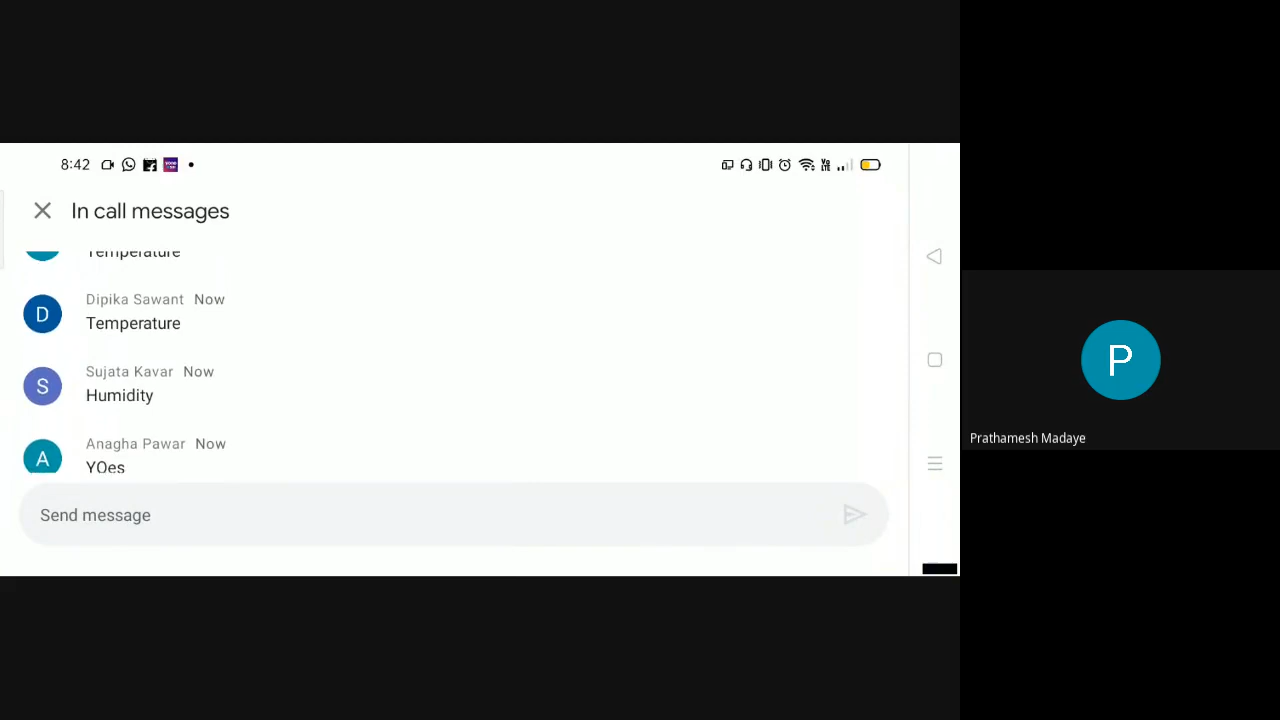 8:42
In call messages
Temperature
Dipika Sawant Now
Temperature
Sujata Kavar Now
Humidity
Anagha Pawar Now
YOes
Send message
D
S
A
P
Prathamesh Madaye